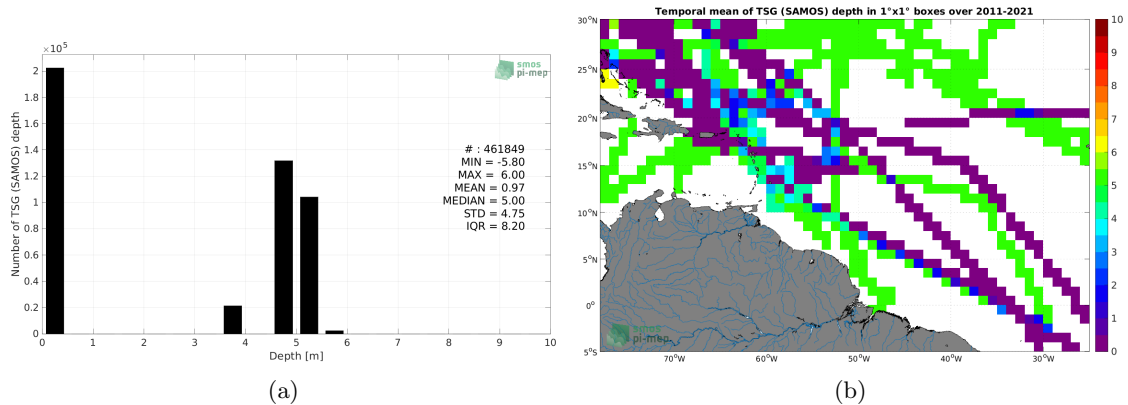 ×10⁵
2
1.8
1.6
1.4
1.2
1
0.8
0.6
0.4
0.2
0
Number of TSG (SAMOS) depth
0 1 2 3 4 5 6 7 8 9 10
Depth [m]
smos
pi-mep
# : 461849
MIN = -5.80
MAX = 6.00
MEAN = 0.97
MEDIAN = 5.00
STD = 4.75
IQR = 8.20
(a)
Temporal mean of TSG (SAMOS) depth in 1°x1° boxes over 2011-2021
30°N
25°N
20°N
15°N
10°N
5°N
0°
5°S
70°W 60°W 50°W 40°W 30°W
smos
pi-mep
10
9
8
7
6
5
4
3
2
1
0
(b)